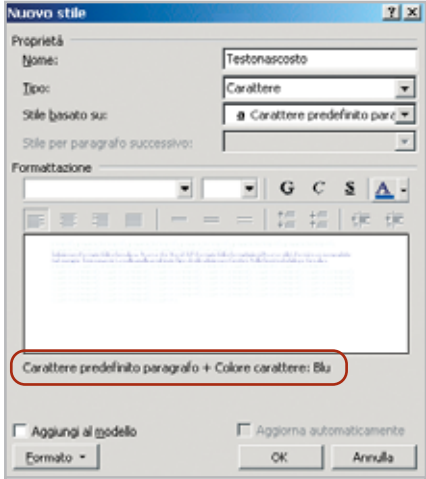 Nuovo stile
Proprietà
Nome: Testonascosto
Tipo: Carattere
Stile basato su: a Carattere predefinito para
Stile per paragrafo successivo:
Formattazione
G C S A
Carattere predefinito paragrafo + Colore carattere: Blu
Aggiungi al modello Aggiorna automaticamente
Formato OK Annulla